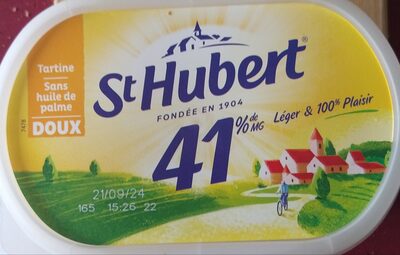 Tartine
Sans
huile de
palme
DOUX
7478
St Hubert®
FONDÉE EN 1904
41% de MG
Léger & 100% Plaisir
21/09/24
165 15:26 22